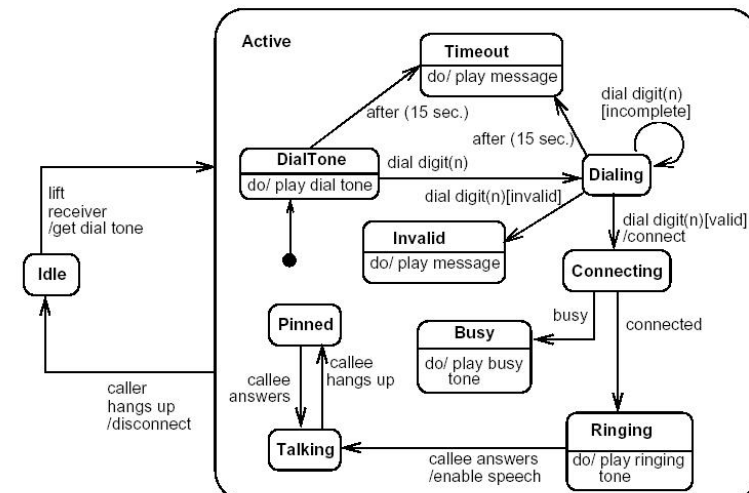 Active
Timeout
do/ play message
dial digit(n)
[incomplete]
after (15 sec.)
after (15 sec.)
DialTone
do/ play dial tone
dial digit(n)
Dialing
lift
receiver
/get dial tone
dial digit(n)[invalid]
dial digit(n)[valid]
/connect
Invalid
do/ play message
Idle
Connecting
Pinned
busy
connected
Busy
do/ play busy
tone
callee
answers
callee
hangs up
caller
hangs up
/disconnect
Talking
callee answers
/enable speech
Ringing
do/ play ringing
tone